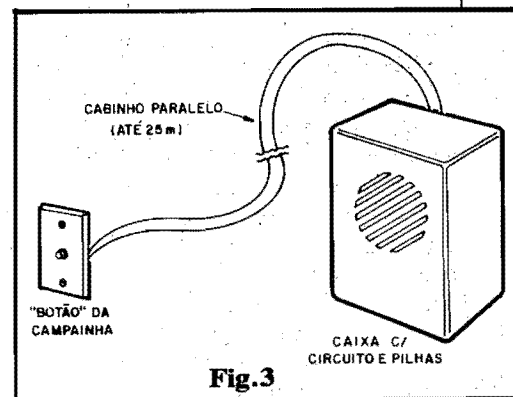 CABINHO PARALELO
(ATÉ 25m)
"BOTÃO" DA
CAMPAINHA
CAIXA C/
CIRCUITO E PILHAS
Fig.3